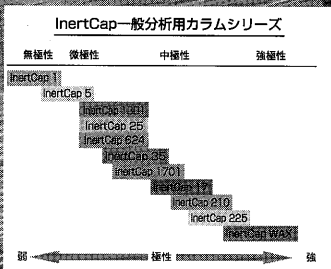 InertCap一般分析用カラムシリーズ
無極性 微極性 中極性 強極性
InertCap 1
InertCap 5
InertCap 1301
InertCap 25
InertCap 624
InertCap 35
InertCap 1701
InertCap 17
InertCap 210
InertCap 225
InertCap WAX
弱 極性 強